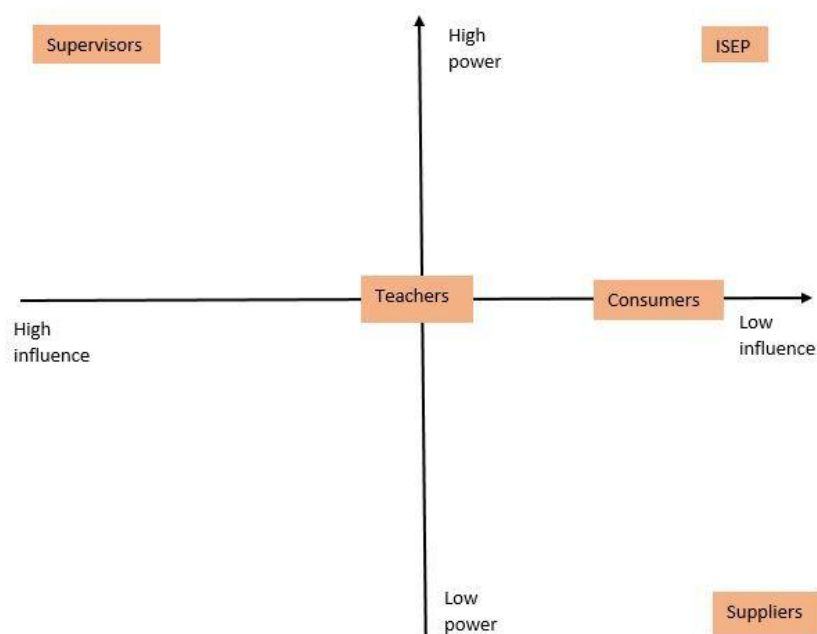 Supervisors
High
power
ISEP
Teachers
Consumers
High
influence
Low
influence
Low
power
Suppliers